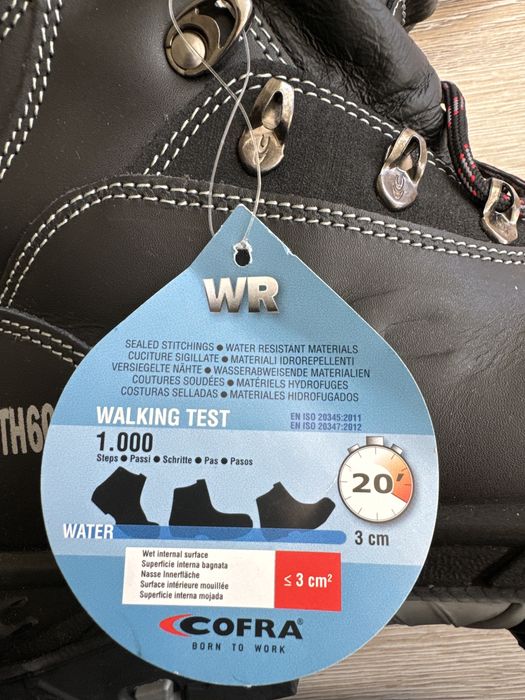 WR
SEALED STITCHINGS ● WATER RESISTANT MATERIALS
CUCITURE SIGILLATE ● MATERIALI IDROREPELLENTI
VERSIEGELTE NÄHTE ● WASSERABWEISENDE MATERIALIEN
COUTURES SOUDÉES ● MATÉRIELS HYDROFUGES
COSTURAS SELLADAS ● MATERIALES HIDROFUGADOS
WALKING TEST
EN ISO 20345:2011
EN ISO 20347:2012
1.000
Steps ● Passi ● Schritte ● Pas ● Pasos
20'
WATER
3 cm
Wet internal surface
Superficie interna bagnata
Nasse Innenfläche
Surface intérieure mouillée
Superficie interna mojada
≤ 3 cm²
COFRA®
BORN TO WORK